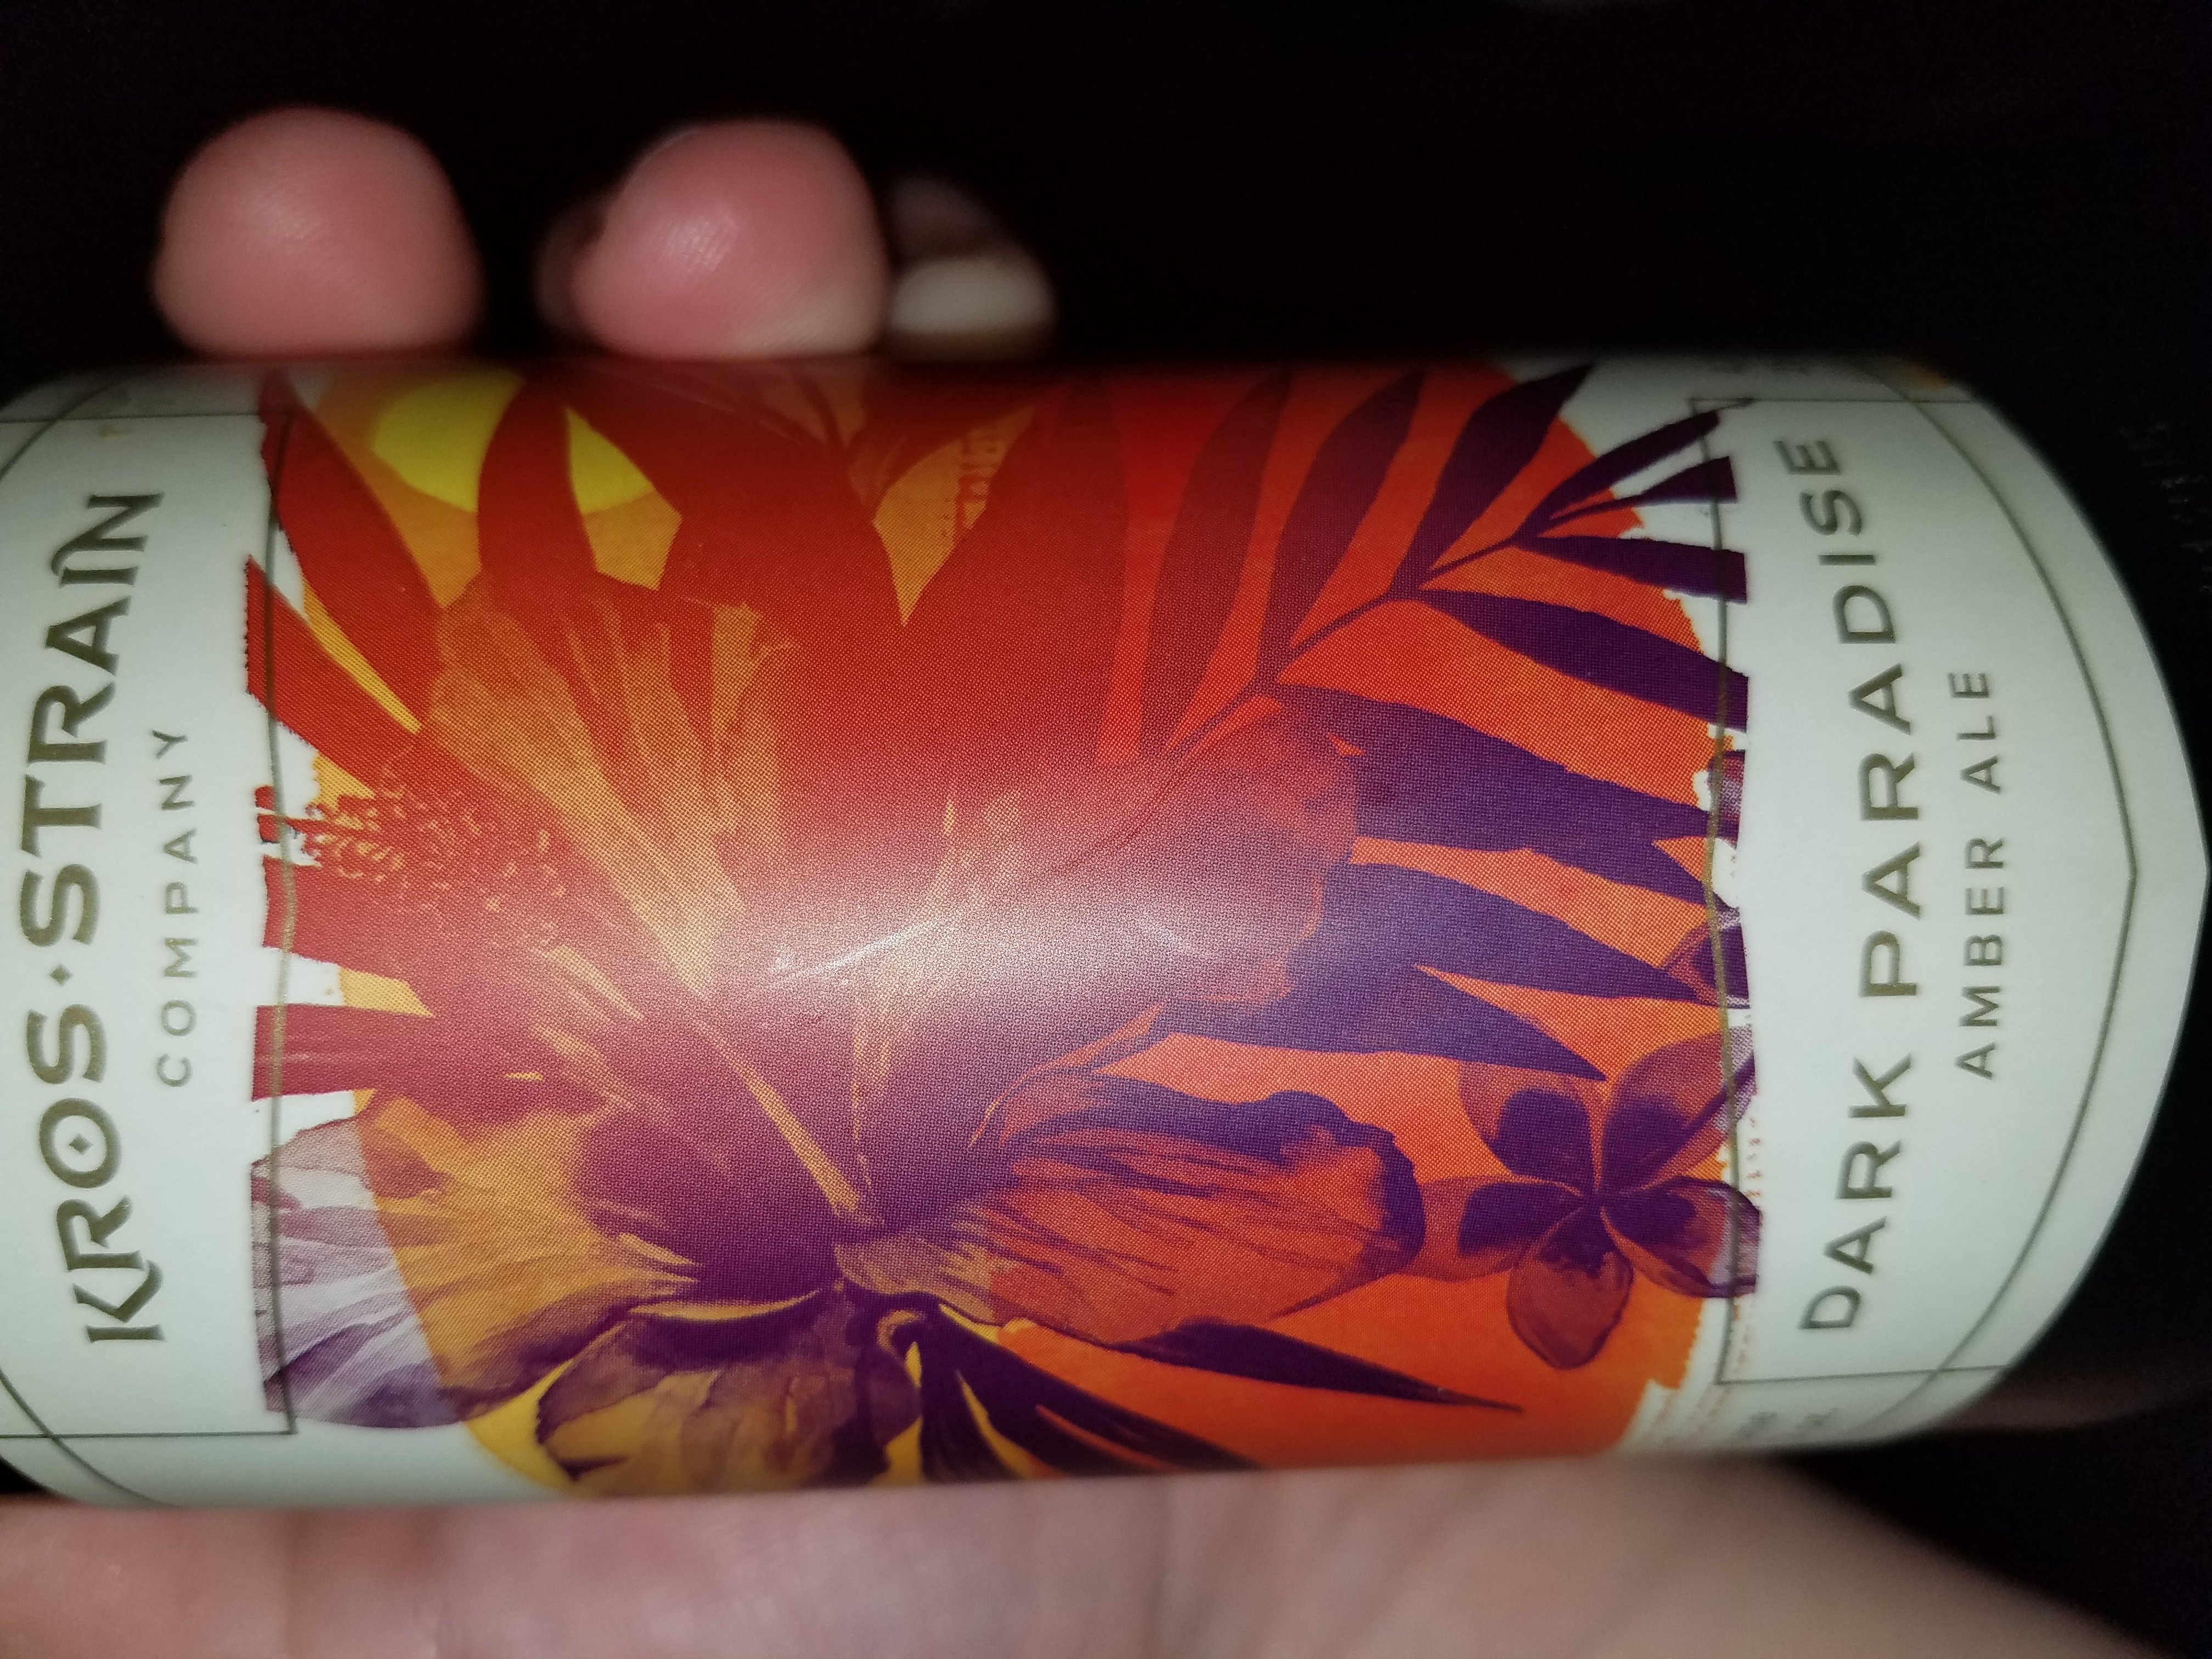 KROS·STRAIN
COMPANY
DARK PARADISE
AMBER ALE